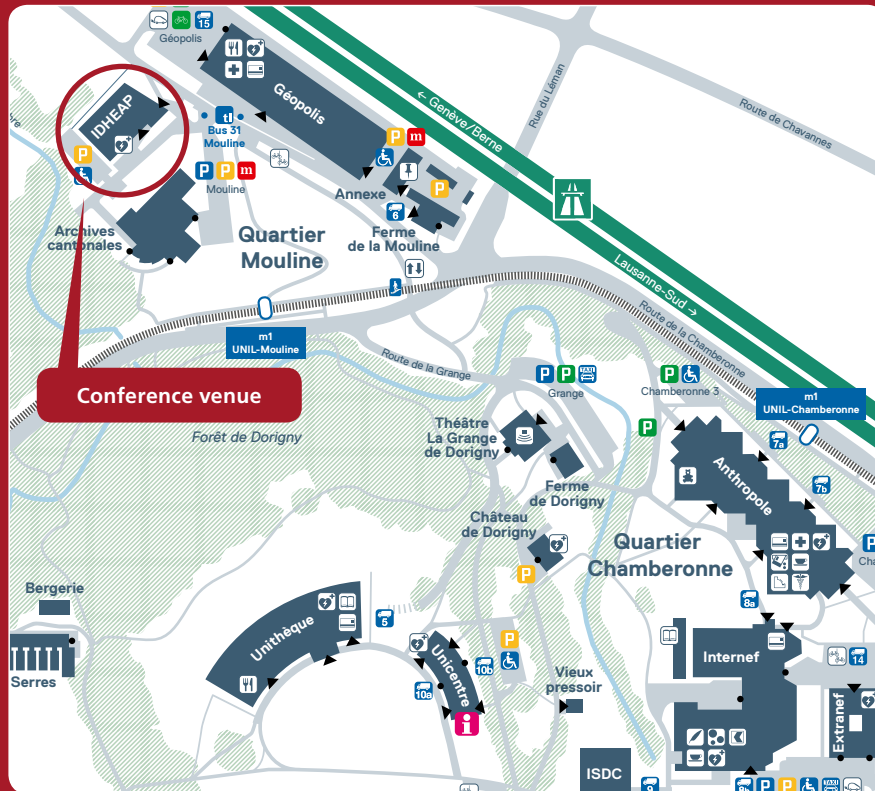 15
Géopolis
← Genève/Berne
Rue du Léman
Route de Chavannes
IDHEAP
Géopolis
tl
Bus 31
Mouline
P
P
m
P
P
P
m
Mouline
Annexe
P
6
Ferme
de la Mouline
Archives
cantonales
Quartier
Mouline
Lausanne-Sud →
Route de la Chamberonne
m1
UNIL-Mouline
Route de la Grange
Conference venue
P
P
TAXI
Grange
P
Chamberonne 3
m1
UNIL-Chamberonne
Forêt de Dorigny
Théâtre
La Grange
de Dorigny
P
7a
Anthropole
7b
Ferme
de Dorigny
Château
de Dorigny
Quartier
Chamberonne
P
P
Bergerie
Serres
Unithèque
5
Unicentre
10a
10b
P
i
8a
Internef
14
Vieux
pressoir
Extranef
ISDC
9
8b
P
P
TAXI